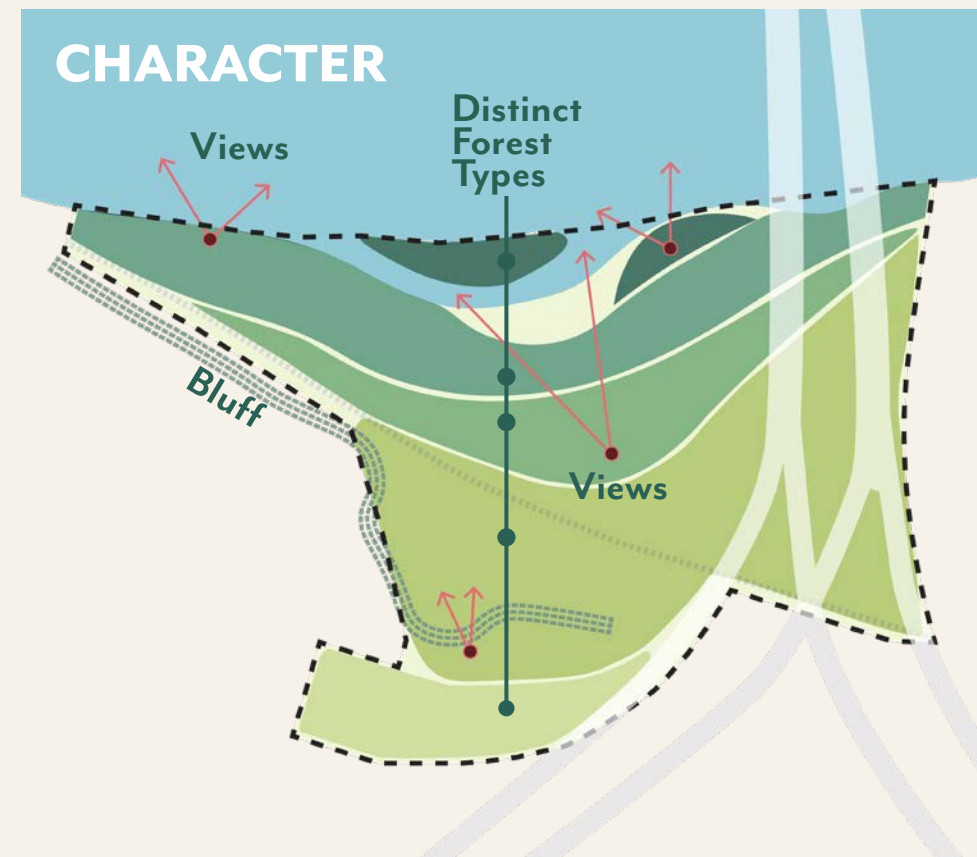 CHARACTER
Distinct
Forest
Types
Views
Bluff
Views